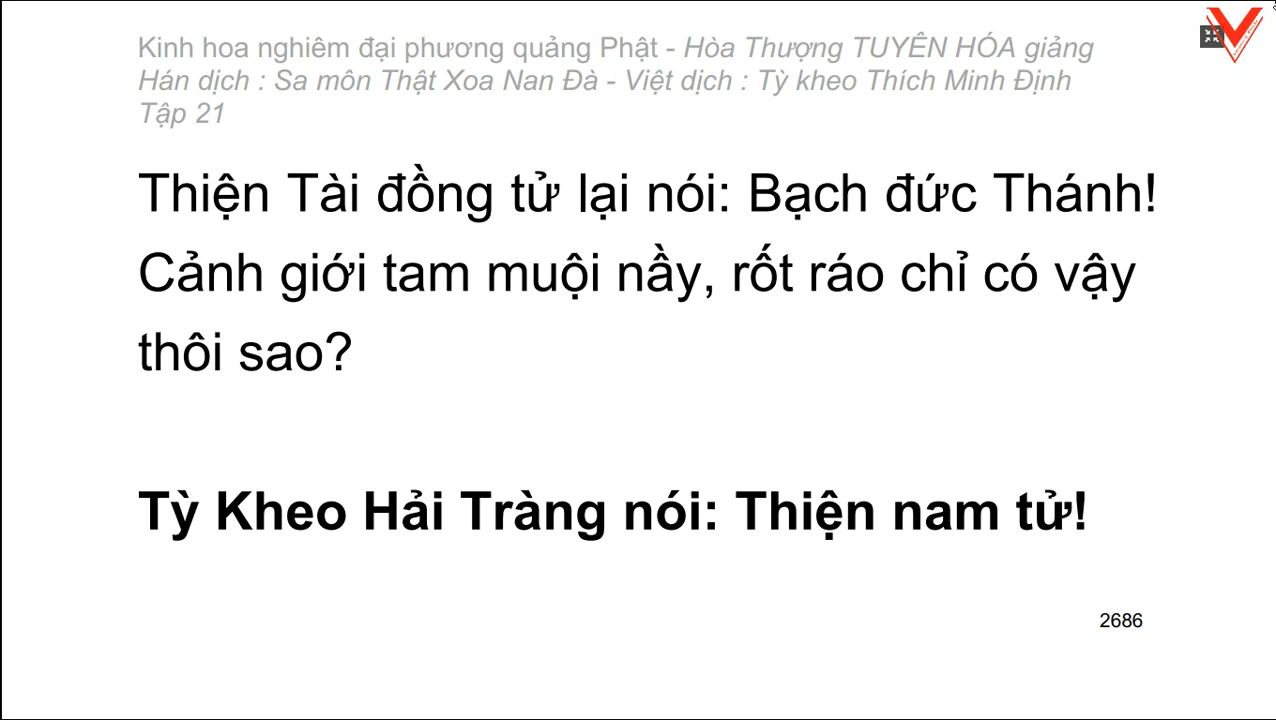 Kinh hoa nghiêm đại phương quảng Phật - Hòa Thượng TUYÊN HÓA giảng
Hán dịch : Sa môn Thật Xoa Nan Đà - Việt dịch : Tỳ kheo Thích Minh Định
Tập 21
Thiện Tài đồng tử lại nói: Bạch đức Thánh!
Cảnh giới tam muội nầy, rốt ráo chỉ có vậy
thôi sao?
Tỳ Kheo Hải Tràng nói: Thiện nam tử!
2686